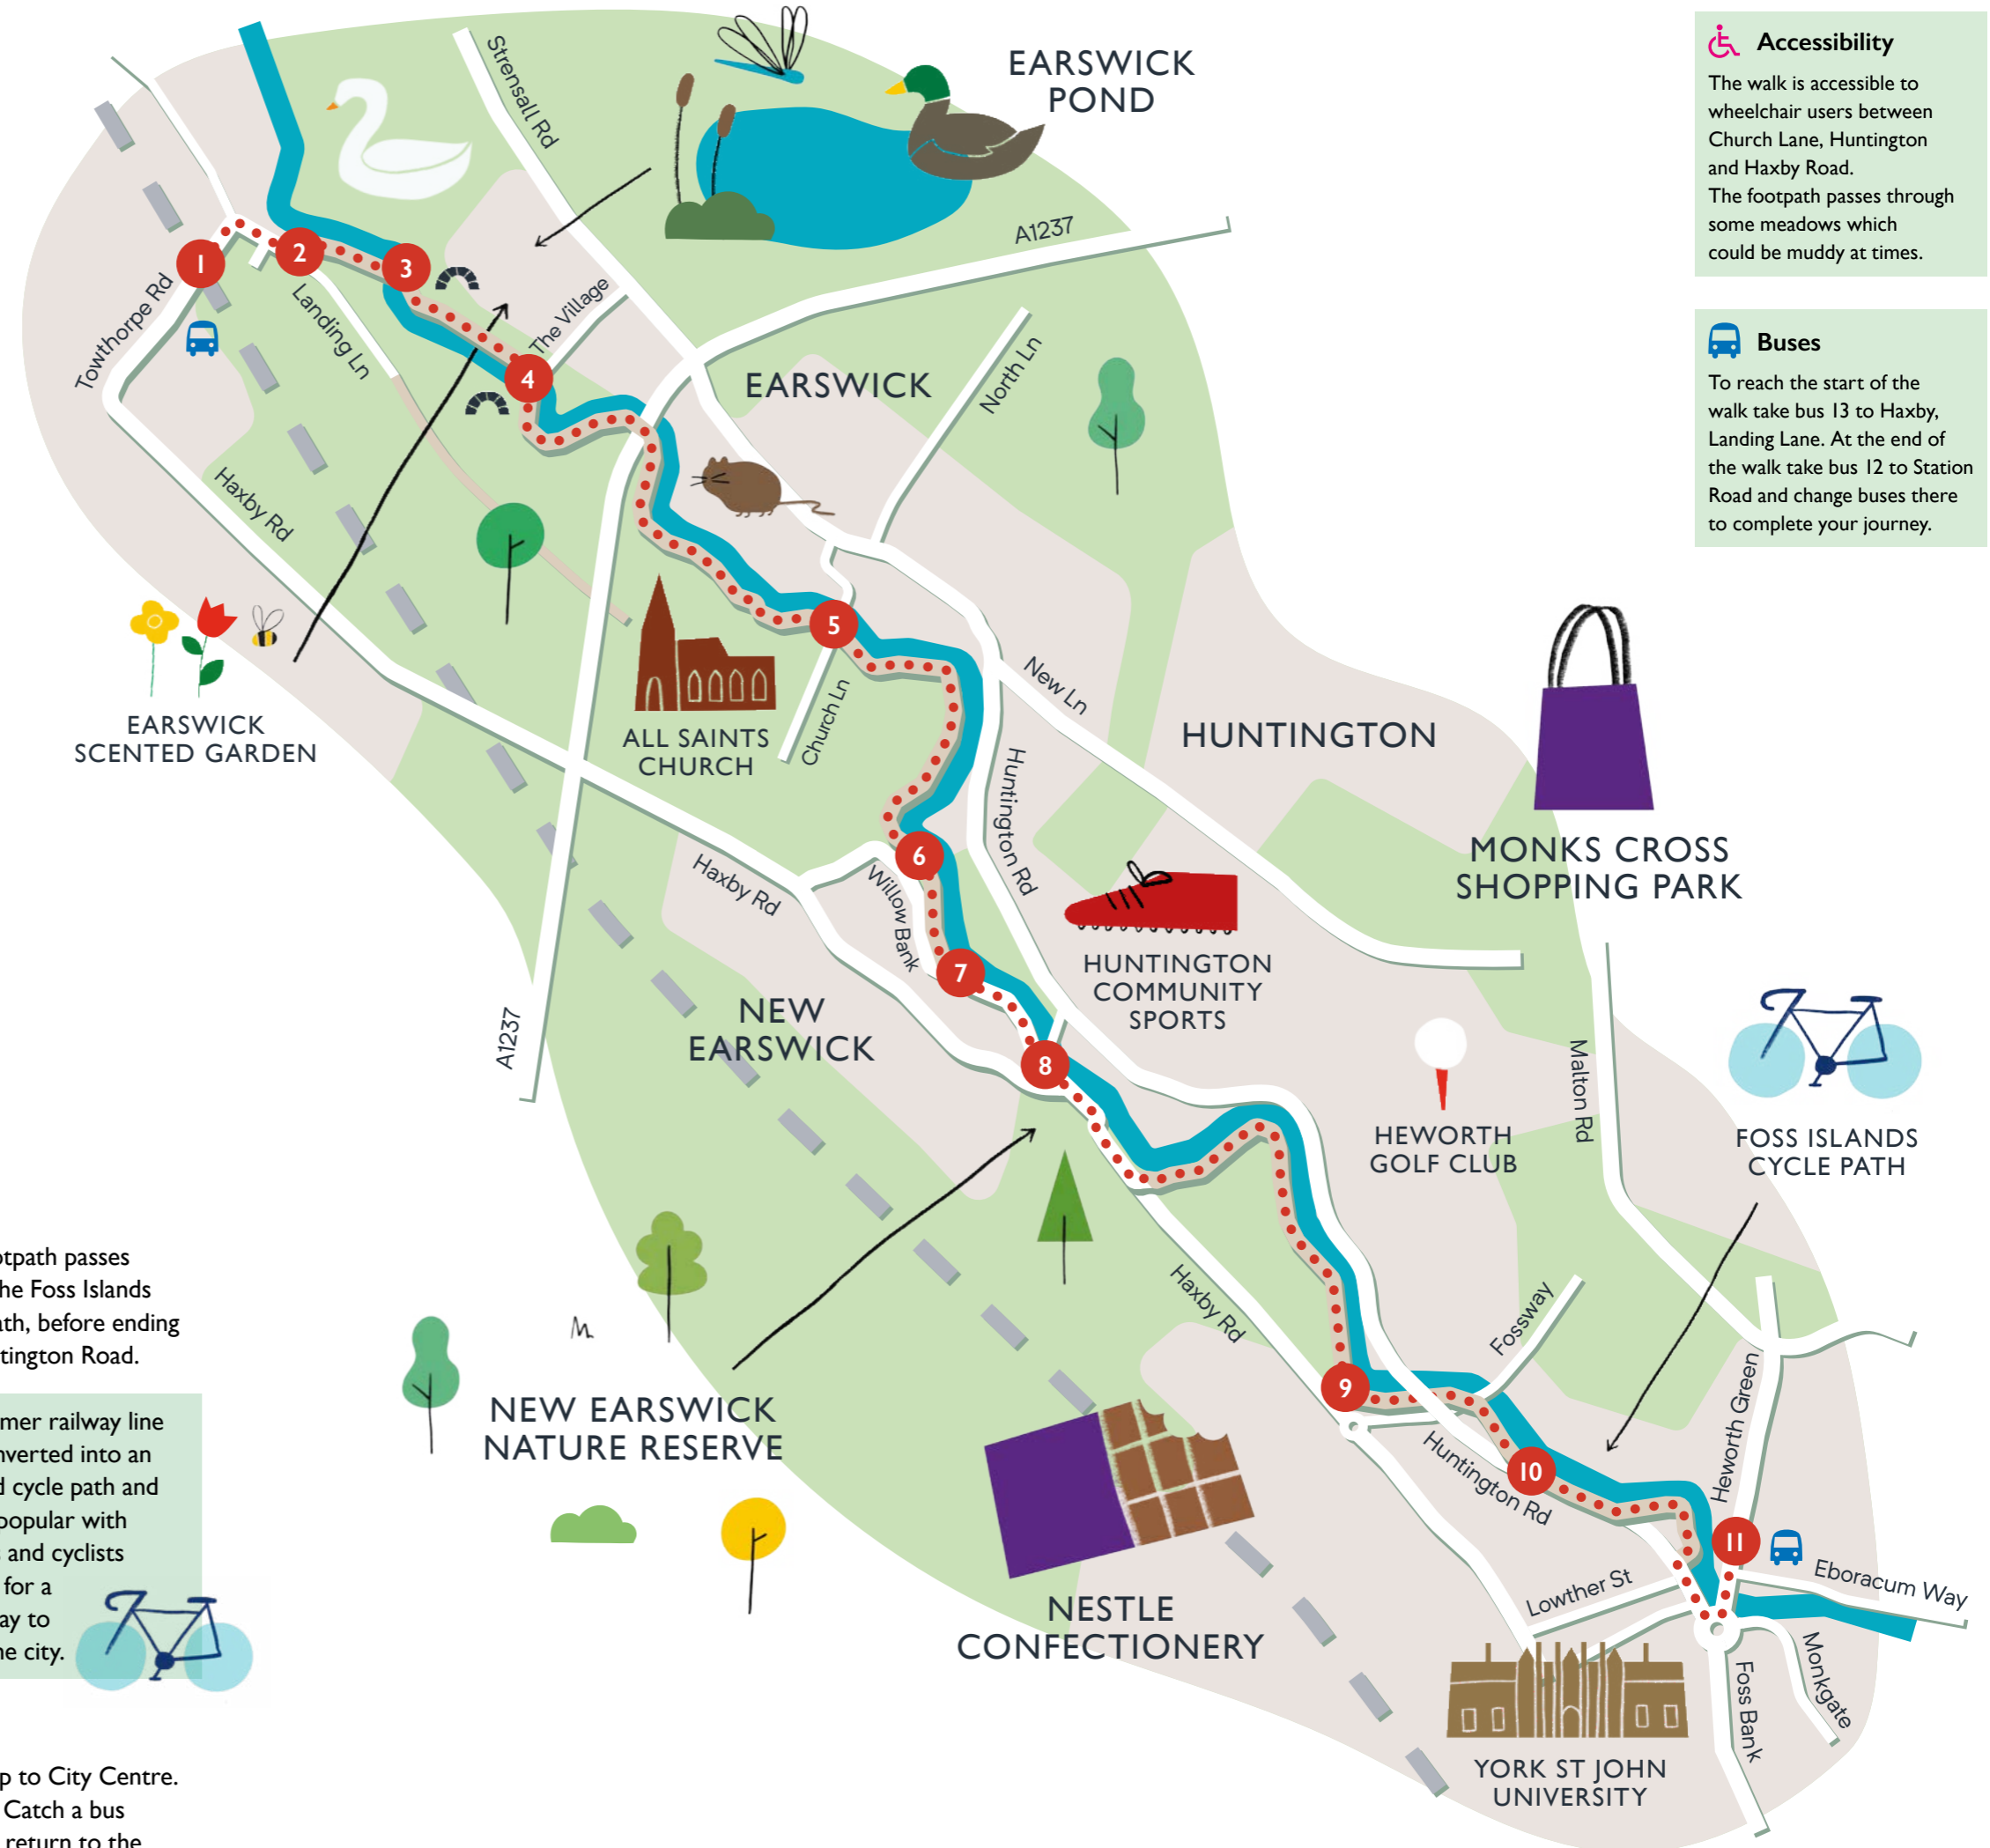 Accessibility
The walk is accessible to
wheelchair users between
Church Lane, Huntington
and Haxby Road.
The footpath passes through
some meadows which
could be muddy at times.
Buses
To reach the start of the
walk take bus 13 to Haxby,
Landing Lane. At the end of
the walk take bus 12 to Station
Road and change buses there
to complete your journey.
EARSWICK
POND
Strensall Rd
A1237
1
2
3
4
Towthorpe Rd
Landing Ln
The Village
EARSWICK
North Ln
Haxby Rd
5
EARSWICK
SCENTED GARDEN
ALL SAINTS
CHURCH
Church Ln
New Ln
HUNTINGTON
Huntington Rd
MONKS CROSS
SHOPPING PARK
6
Haxby Rd
Willow Bank
7
HUNTINGTON
COMMUNITY
SPORTS
NEW
EARSWICK
A1237
8
HEWORTH
GOLF CLUB
Malton Rd
FOSS ISLANDS
CYCLE PATH
Haxby Rd
Fossway
9
NEW EARSWICK
NATURE RESERVE
Huntington Rd
10
Heworth Green
11
Eboracum Way
Lowther St
NESTLE
CONFECTIONERY
Monkgate
Foss Bank
YORK ST JOHN
UNIVERSITY
otpath passes
he Foss Islands
ath, before ending
tington Road.
mer railway line
nverted into an
d cycle path and
popular with
and cyclists
for a
ay to
ne city.
p to City Centre.
Catch a bus
return to the